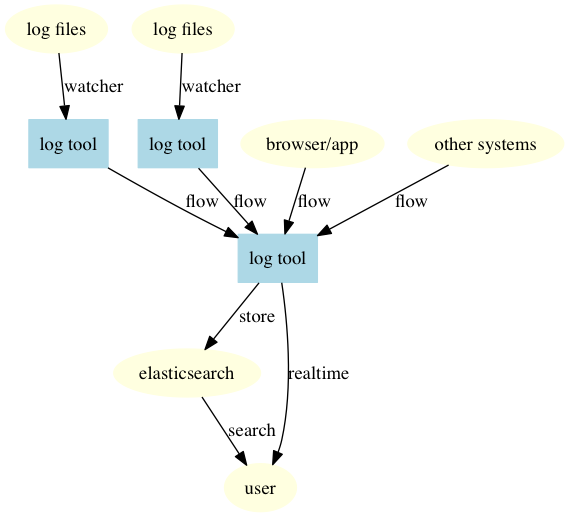 log files
log files
watcher
watcher
log tool
log tool
browser/app
other systems
flow
flow
flow
flow
log tool
store
elasticsearch
realtime
search
user